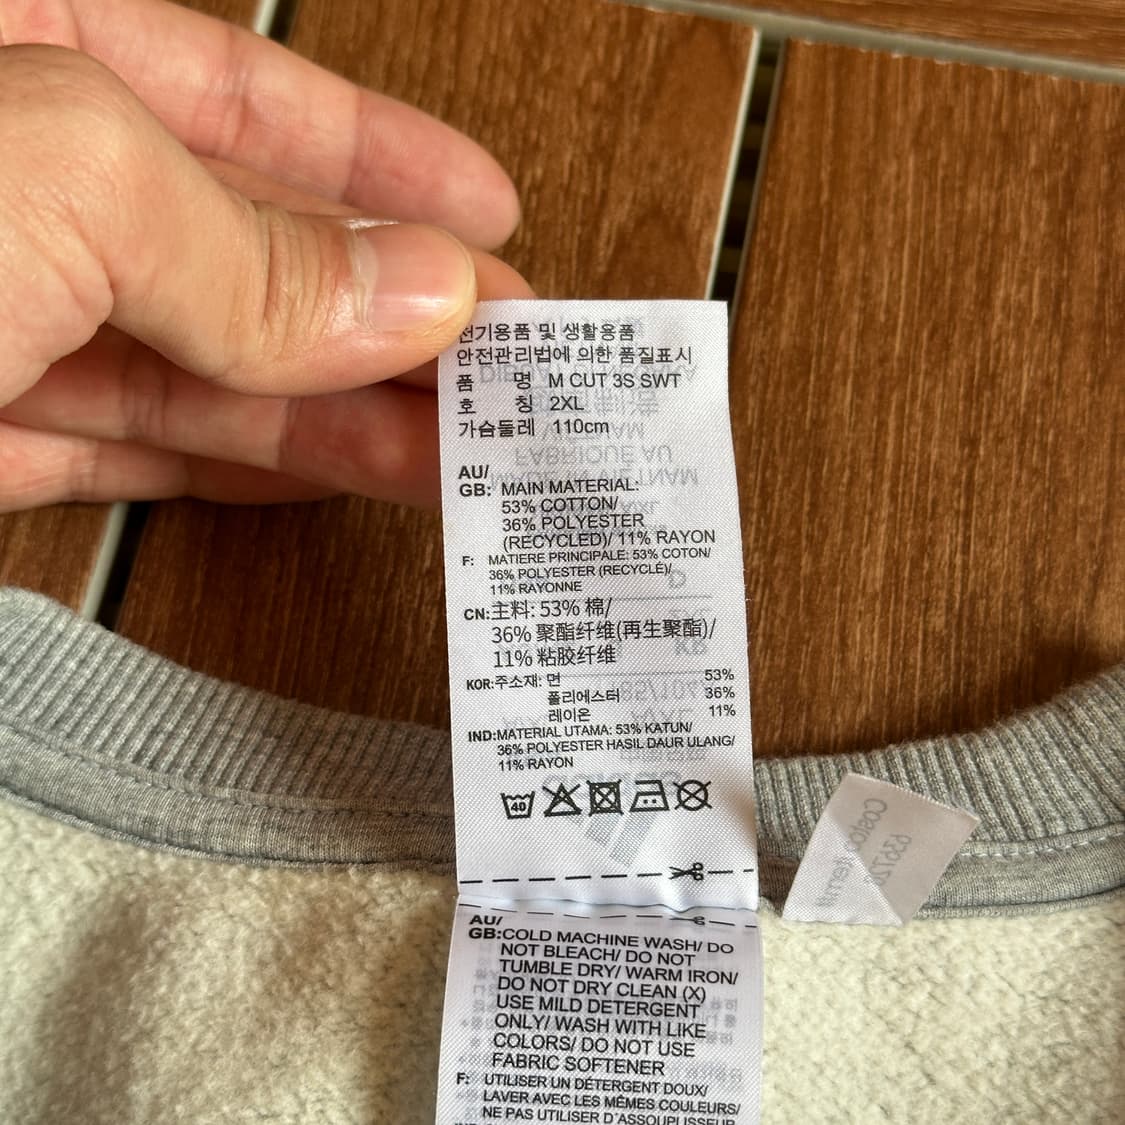 전기용품 및 생활용품
안전관리법에 의한 품질표시
품 명 M CUT 3S SWT
호 칭 2XL
가슴둘레 110cm
AU/
GB: MAIN MATERIAL:
53% COTTON/
36% POLYESTER
(RECYCLED)/ 11% RAYON
F: MATIERE PRINCIPALE: 53% COTON/
36% POLYESTER (RECYCLÉ)/
11% RAYONNE
CN:主料: 53% 棉/
36% 聚酯纤维(再生聚酯)/
11% 粘胶纤维
KOR:주소재: 면 53%
폴리에스터 36%
레이온 11%
IND:MATERIAL UTAMA: 53% KATUN/
36% POLYESTER HASIL DAUR ULANG/
11% RAYON
40
AU/
GB:COLD MACHINE WASH/ DO
NOT BLEACH/ DO NOT
TUMBLE DRY/ WARM IRON/
DO NOT DRY CLEAN (X)
USE MILD DETERGENT
ONLY/ WASH WITH LIKE
COLORS/ DO NOT USE
FABRIC SOFTENER
F: UTILISER UN DÉTERGENT DOUX/
LAVER AVEC LES MÊMES COULEURS/
NE PAS UTILISER D'ASSOUPLISSEUR
Costco Item#